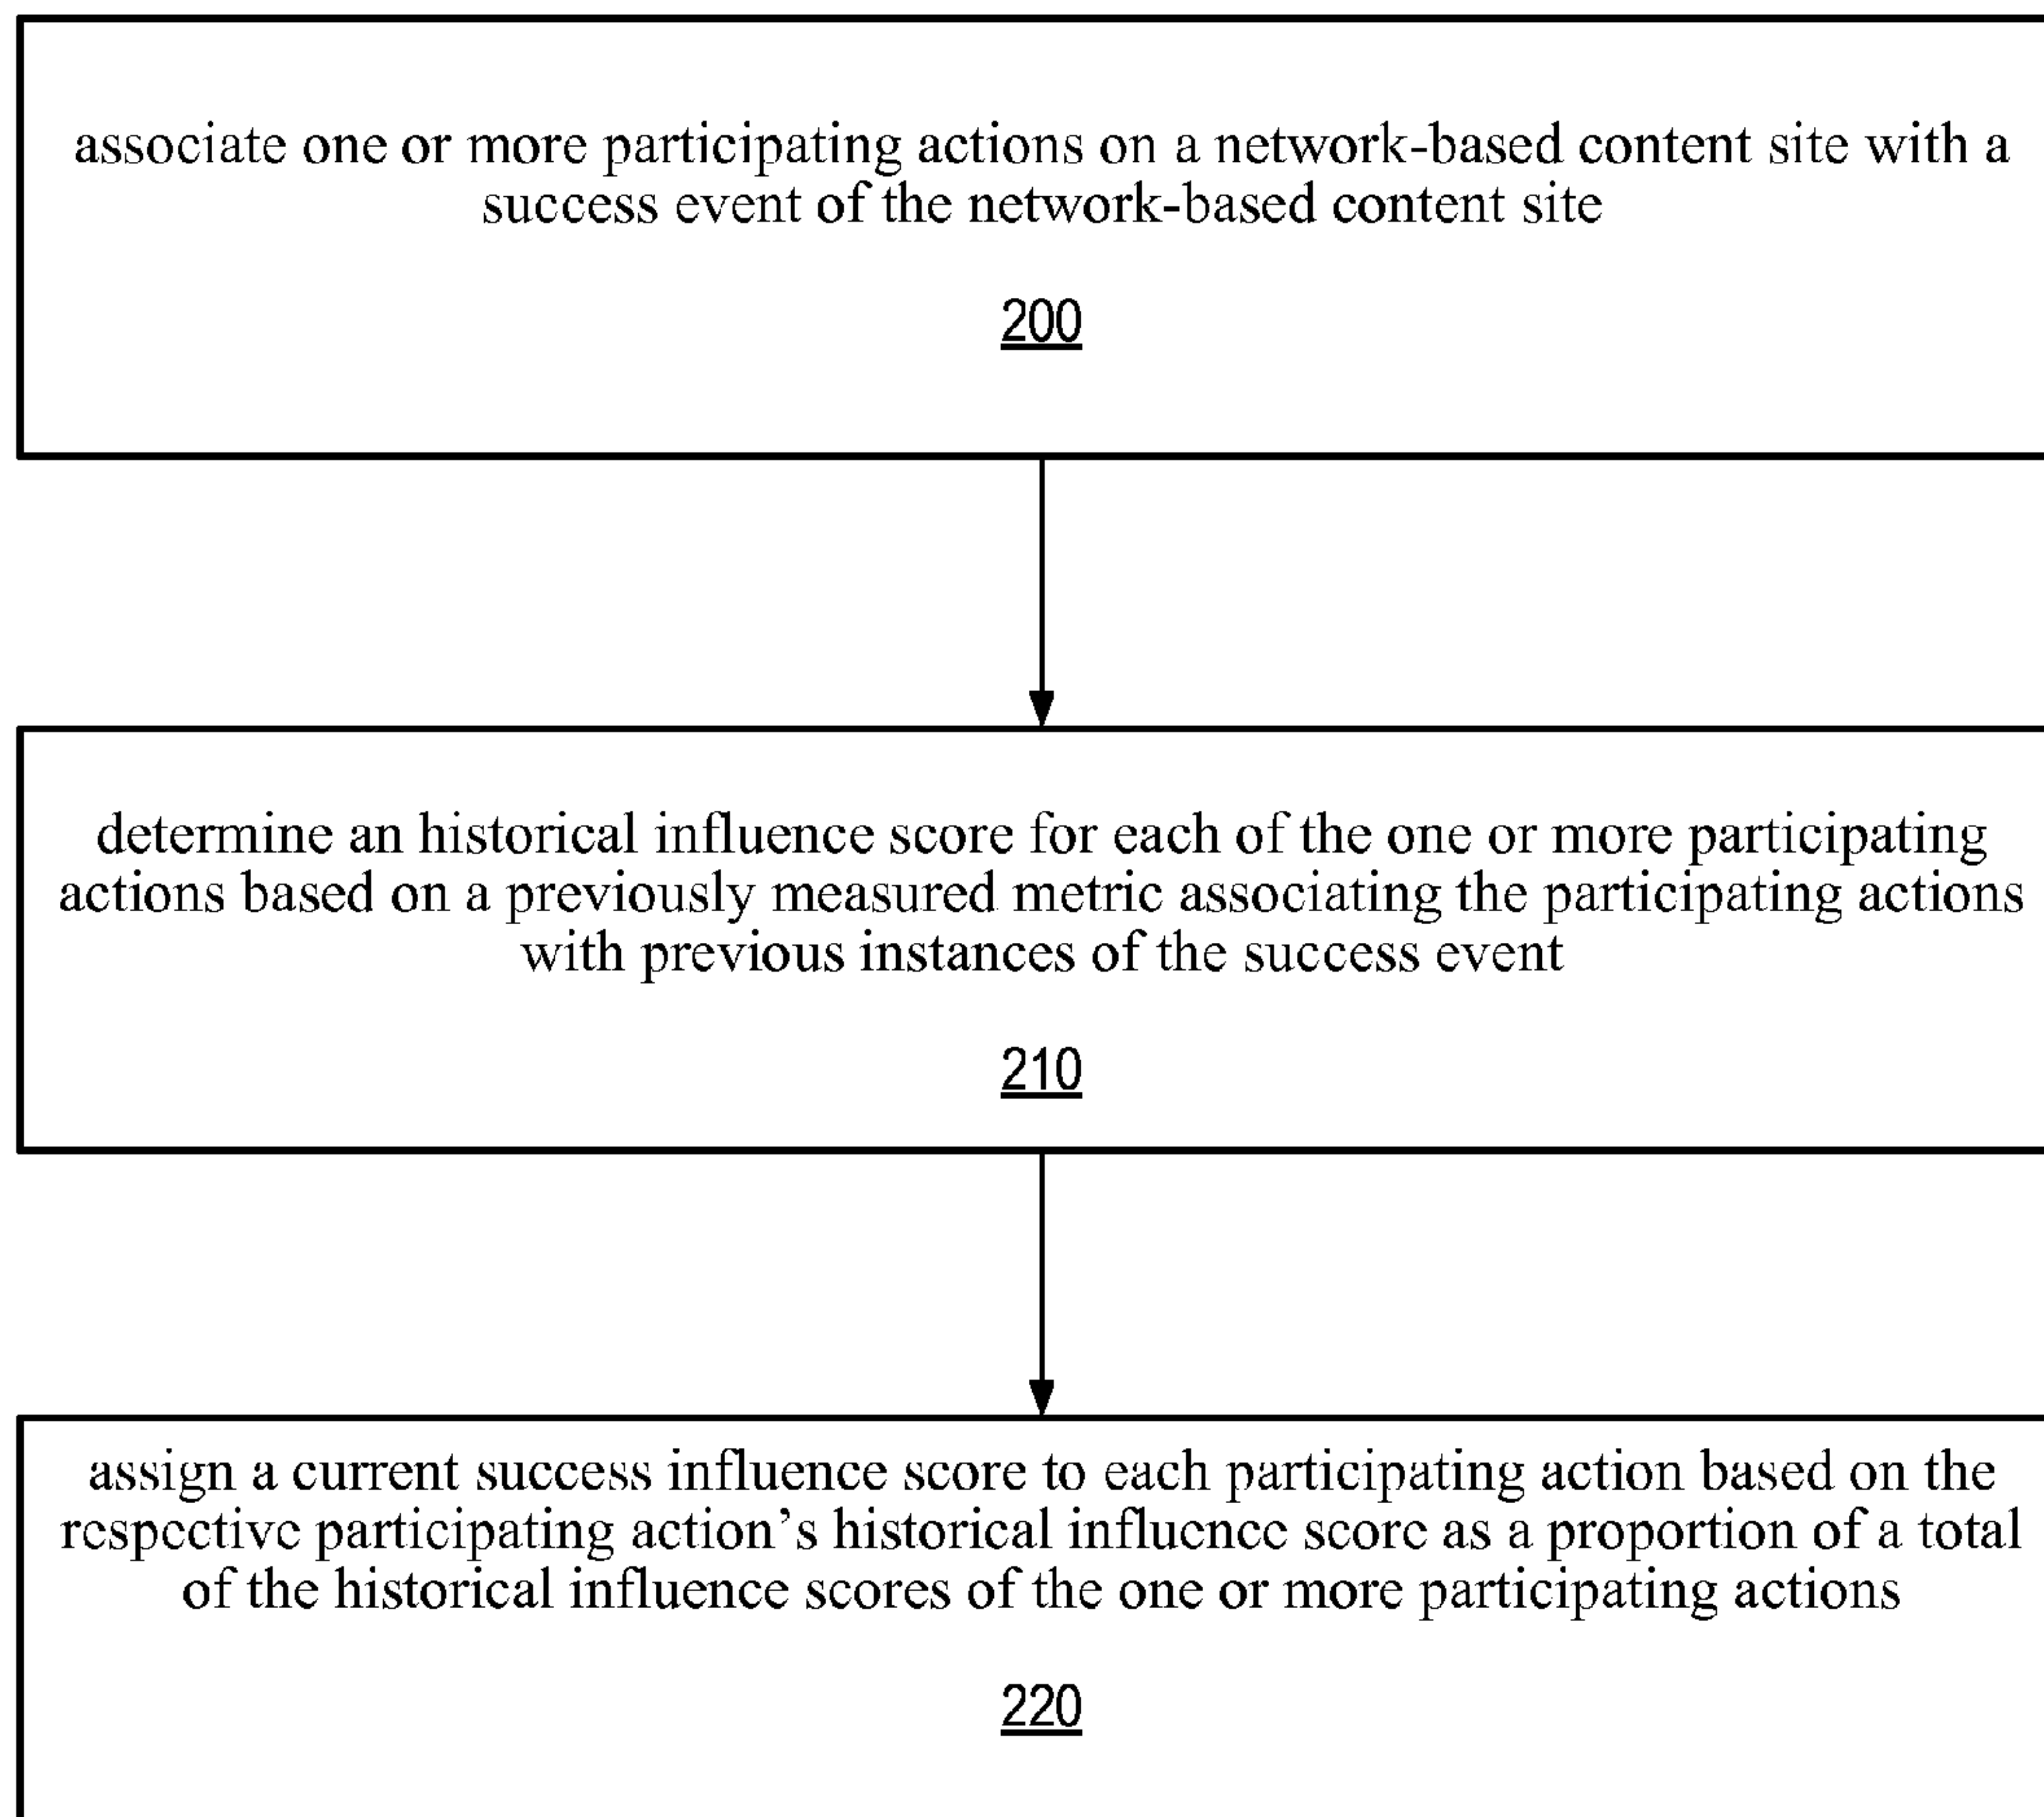 associate one or more participating actions on a network-based content site with a
success event of the network-based content site
200
determine an historical influence score for each of the one or more participating
actions based on a previously measured metric associating the participating actions
with previous instances of the success event
210
assign a current success influence score to each participating action based on the
respective participating action’s historical influence score as a proportion of a total
of the historical influence scores of the one or more participating actions
220